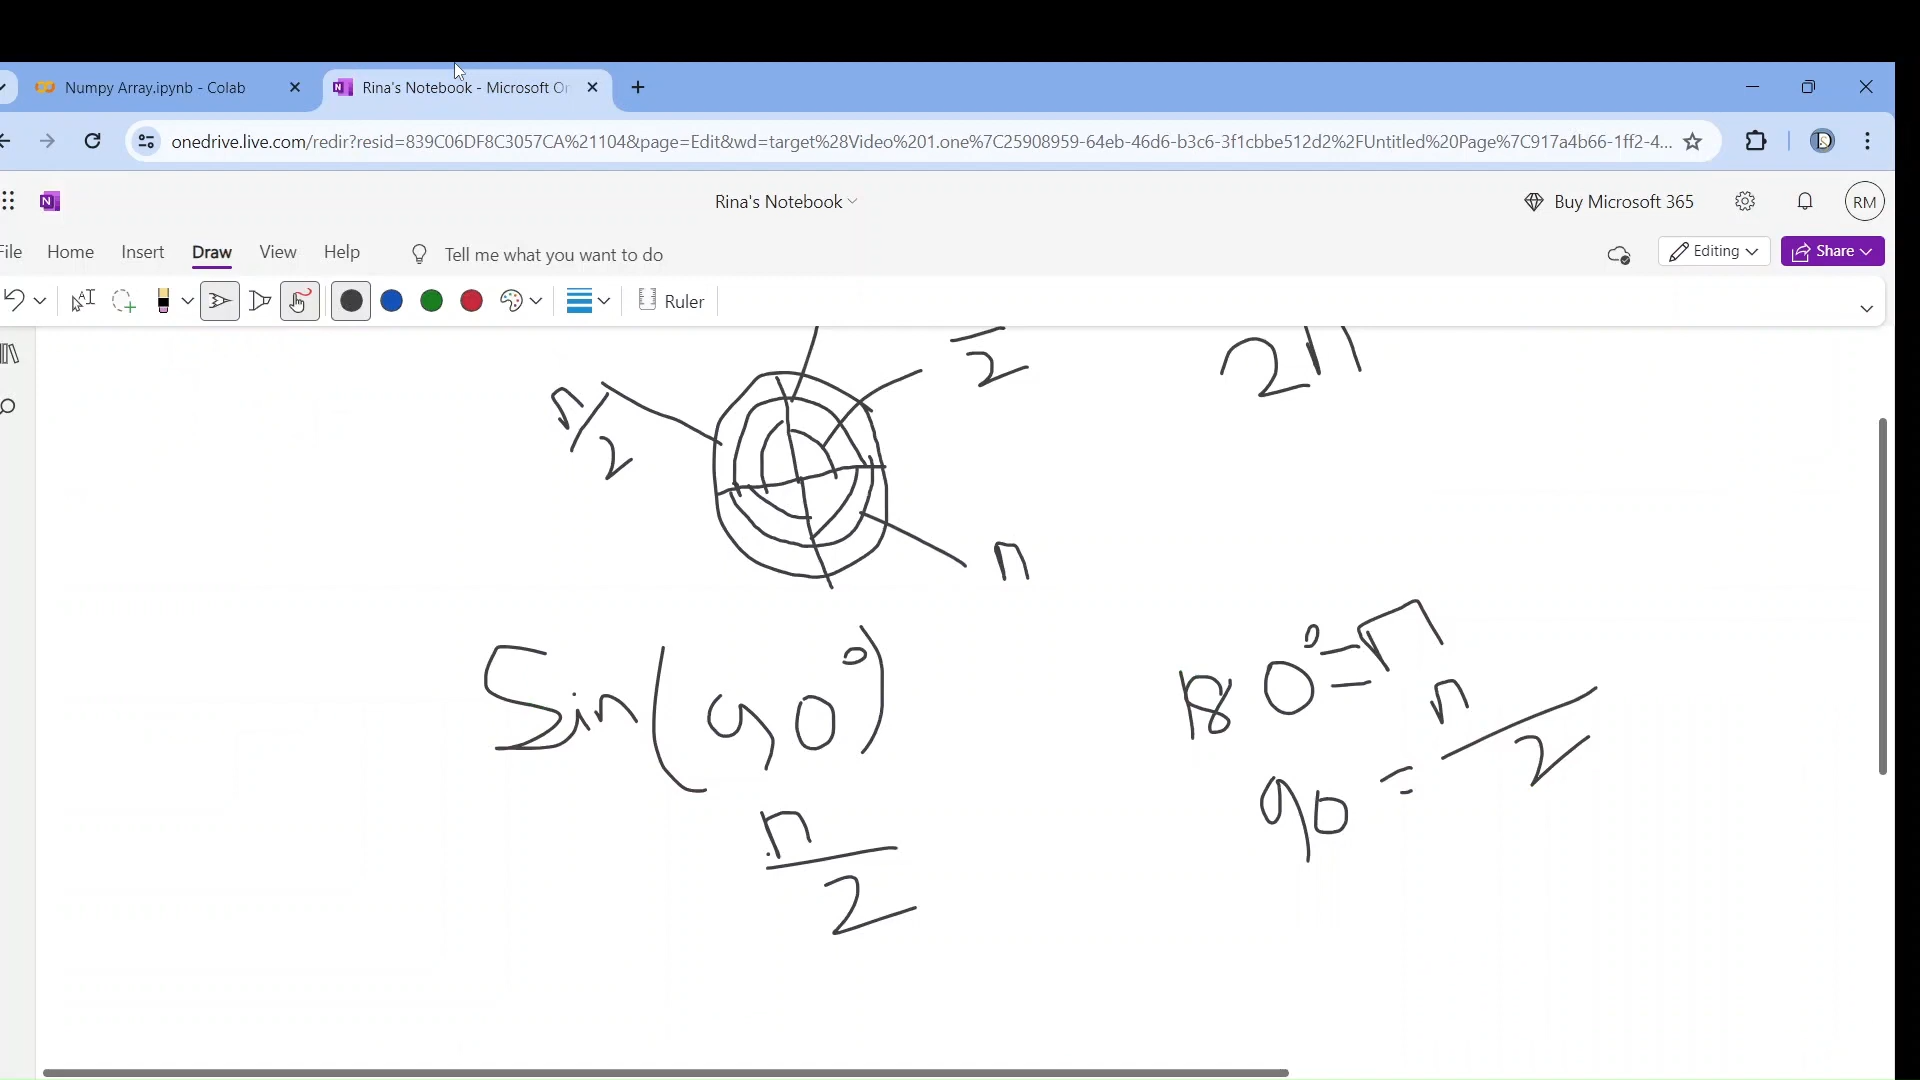 Numpy Array.ipynb - Colab
Rina's Notebook - Microsoft On
onedrive.live.com/redir?resid=839C06DF8C3057CA%21104&page=Edit&wd=target%28Video%201.one%7C25908959-64eb-46d6-b3c6-3f1cbbe512d2%2FUntitled%20Page%7C917a4b66-1ff2-4...
Rina's Notebook
Buy Microsoft 365
RM
File Home Insert Draw View Help Tell me what you want to do
Editing
Share
Ruler
2π
2
π/2
π
Sin(90°)
180°=π
90 = π/2
π/2